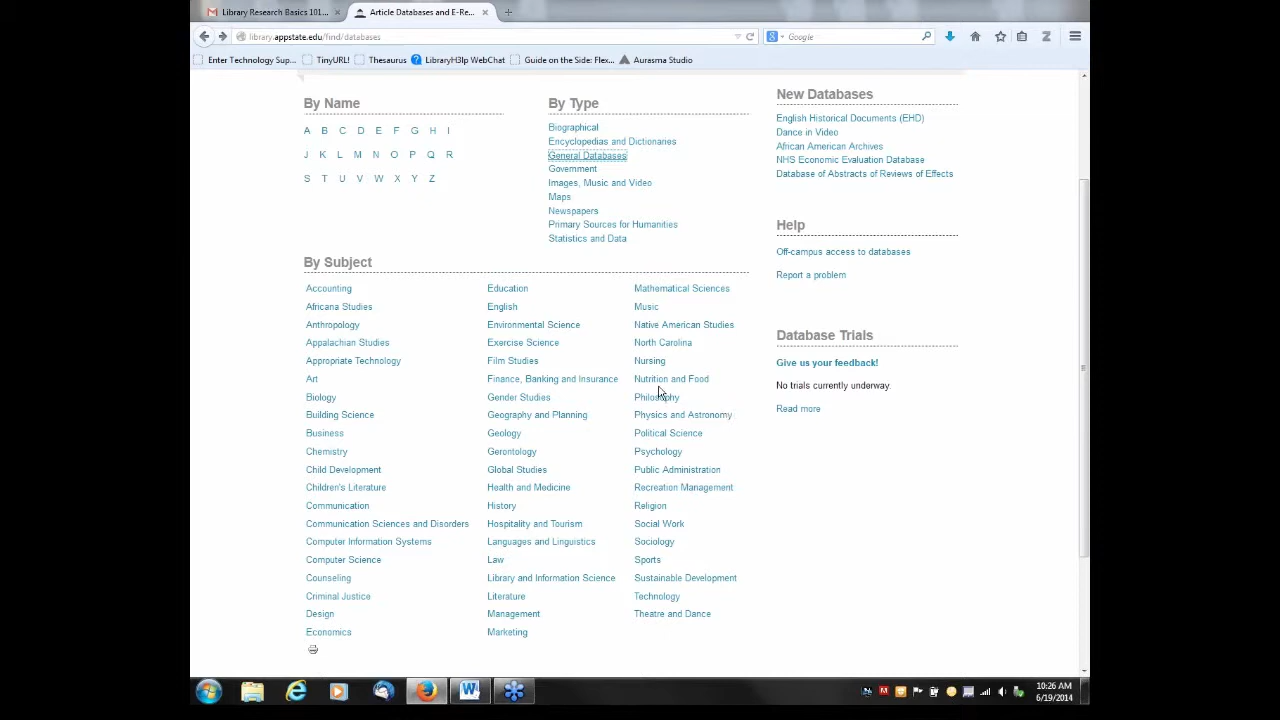 Library Research Basics 101...
Article Databases and E-Re...
library.appstate.edu/find/databases
Google
Enter Technology Sup...
TinyURL!
Thesaurus
LibraryH3lp WebChat
Guide on the Side: Flex...
Aurasma Studio
By Name
A B C D E F G H I
J K L M N O P Q R
S T U V W X Y Z
By Type
Biographical
Encyclopedias and Dictionaries
General Databases
Government
Images, Music and Video
Maps
Newspapers
Primary Sources for Humanities
Statistics and Data
New Databases
English Historical Documents (EHD)
Dance in Video
African American Archives
NHS Economic Evaluation Database
Database of Abstracts of Reviews of Effects
Help
Off-campus access to databases
Report a problem
Database Trials
Give us your feedback!
No trials currently underway.
Read more
By Subject
Accounting
Africana Studies
Anthropology
Appalachian Studies
Appropriate Technology
Art
Biology
Building Science
Business
Chemistry
Child Development
Children's Literature
Communication
Communication Sciences and Disorders
Computer Information Systems
Computer Science
Counseling
Criminal Justice
Design
Economics
Education
English
Environmental Science
Exercise Science
Film Studies
Finance, Banking and Insurance
Gender Studies
Geography and Planning
Geology
Gerontology
Global Studies
Health and Medicine
History
Hospitality and Tourism
Languages and Linguistics
Law
Library and Information Science
Literature
Management
Marketing
Mathematical Sciences
Music
Native American Studies
North Carolina
Nursing
Nutrition and Food
Philosophy
Physics and Astronomy
Political Science
Psychology
Public Administration
Recreation Management
Religion
Social Work
Sociology
Sports
Sustainable Development
Technology
Theatre and Dance
10:26 AM
6/19/2014